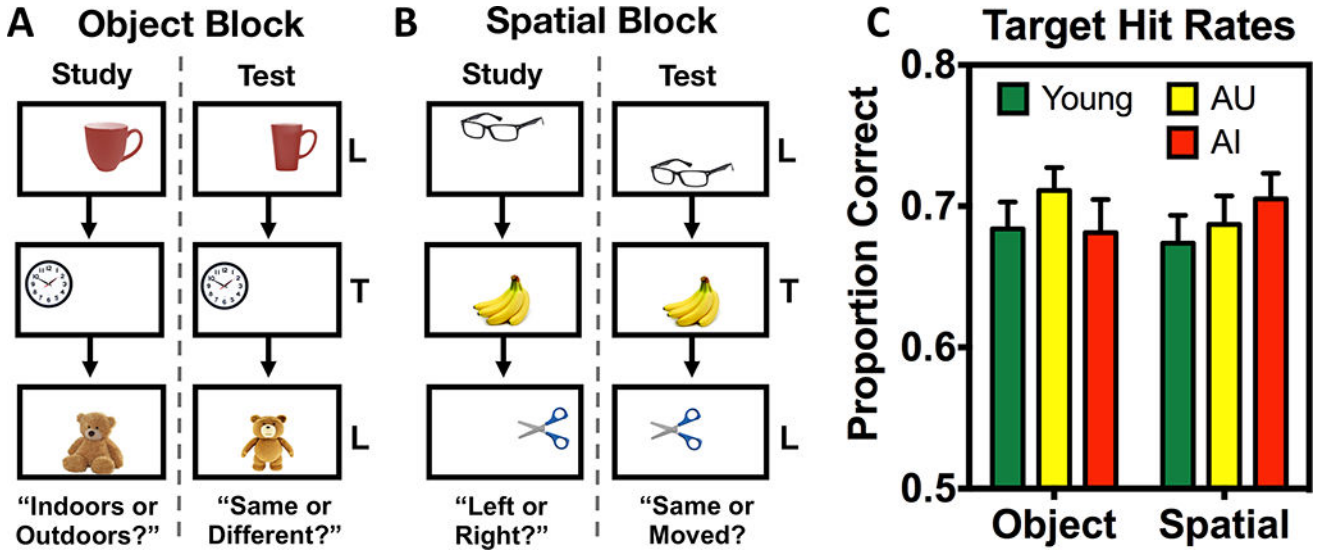 A Object Block
Study Test
L
T
L
“Indoors or Outdoors?”
“Same or Different?”
B Spatial Block
Study Test
L
T
L
“Left or Right?”
“Same or Moved?
C Target Hit Rates
Proportion Correct
0.8
0.7
0.6
0.5
Young
AU
AI
Object Spatial